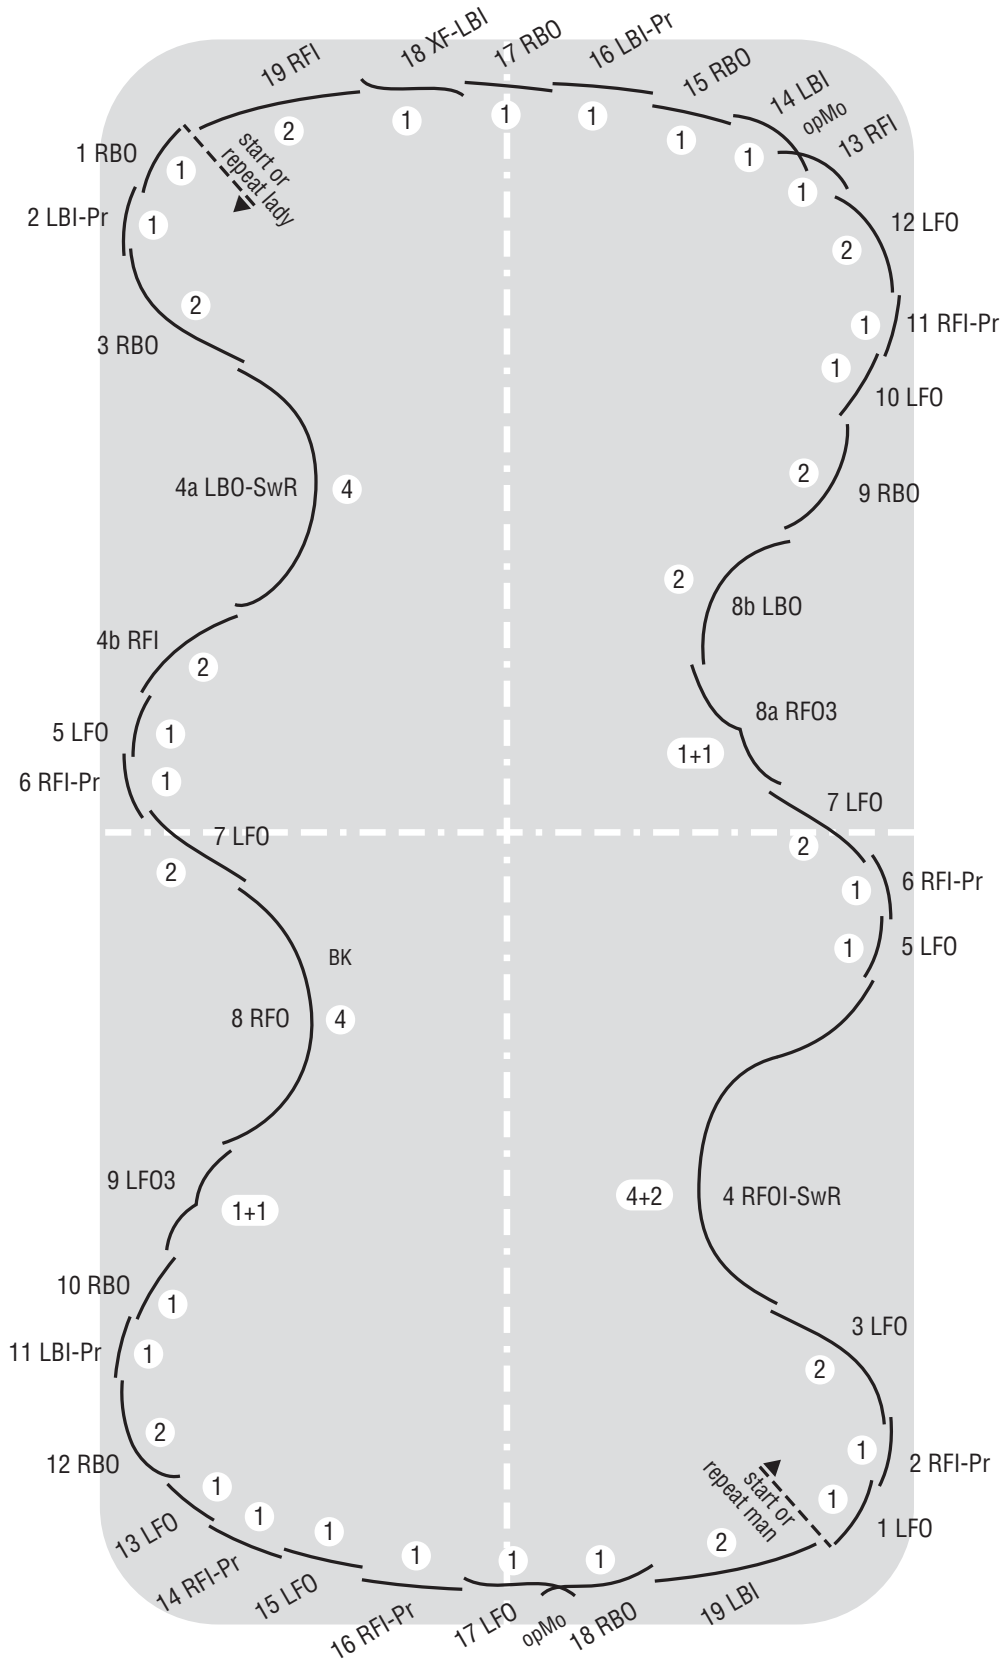 19 RFI
18 XF-LBI
17 RBO
16 LBI-Pr
15 RBO
14 LBI
opMo
13 RFI
2
1
1
1
1
1
1
1 RBO
1
start or
repeat lady
2 LBI-Pr
1
12 LFO
2
2
3 RBO
11 RFI-Pr
1
1
10 LFO
4a LBO-SwR
4
2
9 RBO
2
8b LBO
4b RFI
2
8a RFO3
5 LFO
1
1+1
6 RFI-Pr
1
7 LFO
7 LFO
2
2
6 RFI-Pr
1
5 LFO
1
BK
8 RFO
4
9 LFO3
1+1
4+2
4 RFOI-SwR
10 RBO
1
3 LFO
11 LBI-Pr
1
2
2
12 RBO
1
2 RFI-Pr
start or
repeat man
1
1 LFO
1
1
1
1
1
1
2
13 LFO
14 RFI-Pr
15 LFO
16 RFI-Pr
17 LFO
opMo
18 RBO
19 LBI